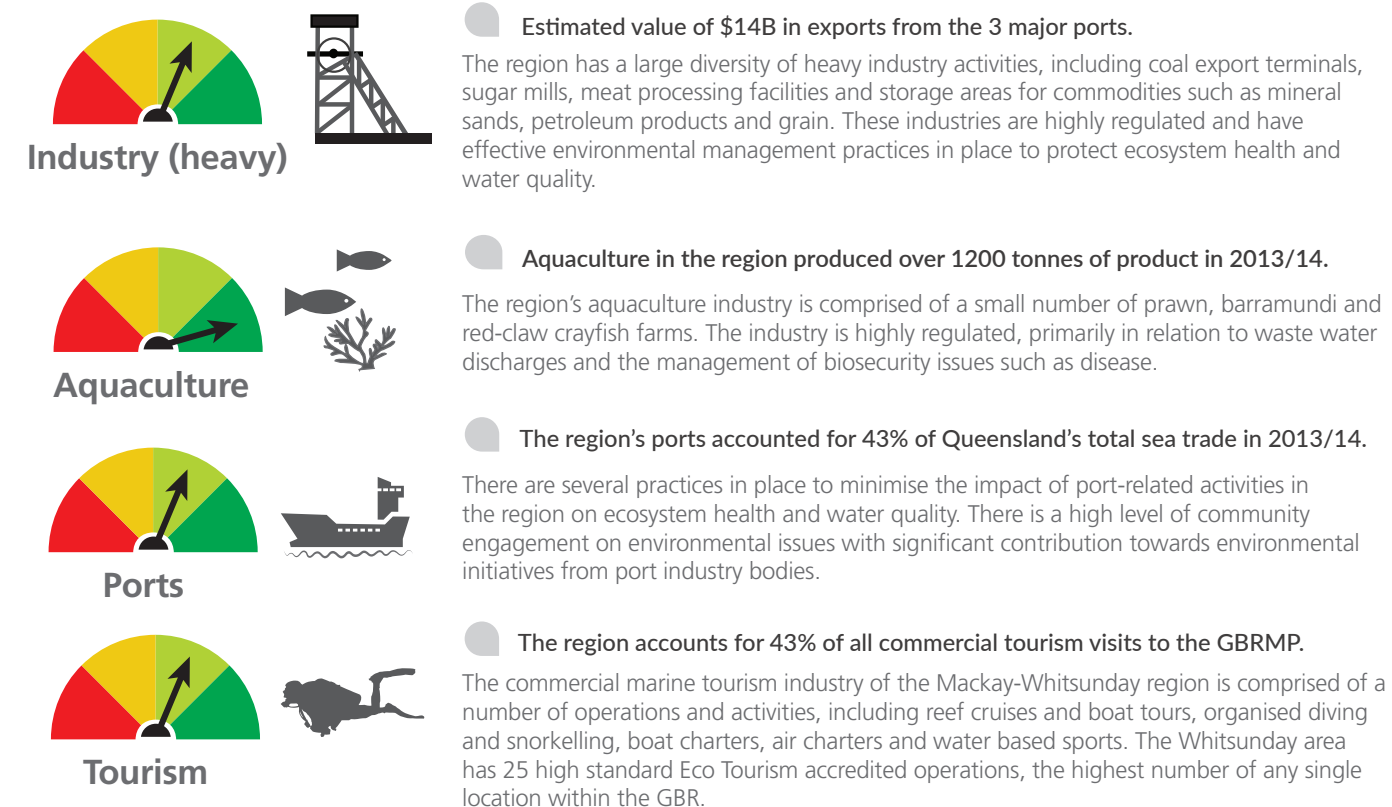 Estimated value of $14B in exports from the 3 major ports.
The region has a large diversity of heavy industry activities, including coal export terminals,
sugar mills, meat processing facilities and storage areas for commodities such as mineral
sands, petroleum products and grain. These industries are highly regulated and have
effective environmental management practices in place to protect ecosystem health and
water quality.
Industry (heavy)
Aquaculture in the region produced over 1200 tonnes of product in 2013/14.
The region's aquaculture industry is comprised of a small number of prawn, barramundi and
red-claw crayfish farms. The industry is highly regulated, primarily in relation to waste water
discharges and the management of biosecurity issues such as disease.
Aquaculture
The region's ports accounted for 43% of Queensland's total sea trade in 2013/14.
There are several practices in place to minimise the impact of port-related activities in
the region on ecosystem health and water quality. There is a high level of community
engagement on environmental issues with significant contribution towards environmental
initiatives from port industry bodies.
Ports
The region accounts for 43% of all commercial tourism visits to the GBRMP.
The commercial marine tourism industry of the Mackay-Whitsunday region is comprised of a
number of operations and activities, including reef cruises and boat tours, organised diving
and snorkelling, boat charters, air charters and water based sports. The Whitsunday area
has 25 high standard Eco Tourism accredited operations, the highest number of any single
location within the GBR.
Tourism